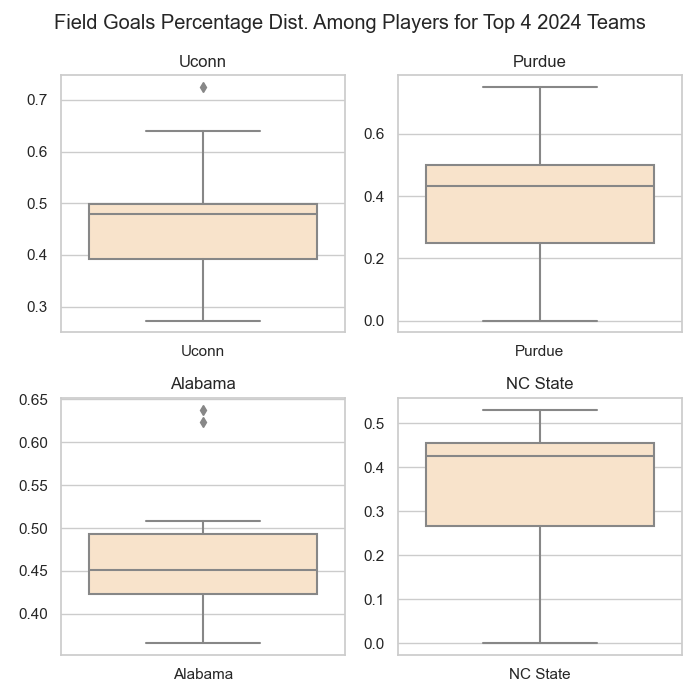 Field Goals Percentage Dist. Among Players for Top 4 2024 Teams
Uconn
0.7
0.6
0.5
0.4
0.3
Uconn
Purdue
0.6
0.4
0.2
0.0
Purdue
Alabama
0.65
0.60
0.55
0.50
0.45
0.40
Alabama
NC State
0.5
0.4
0.3
0.2
0.1
0.0
NC State